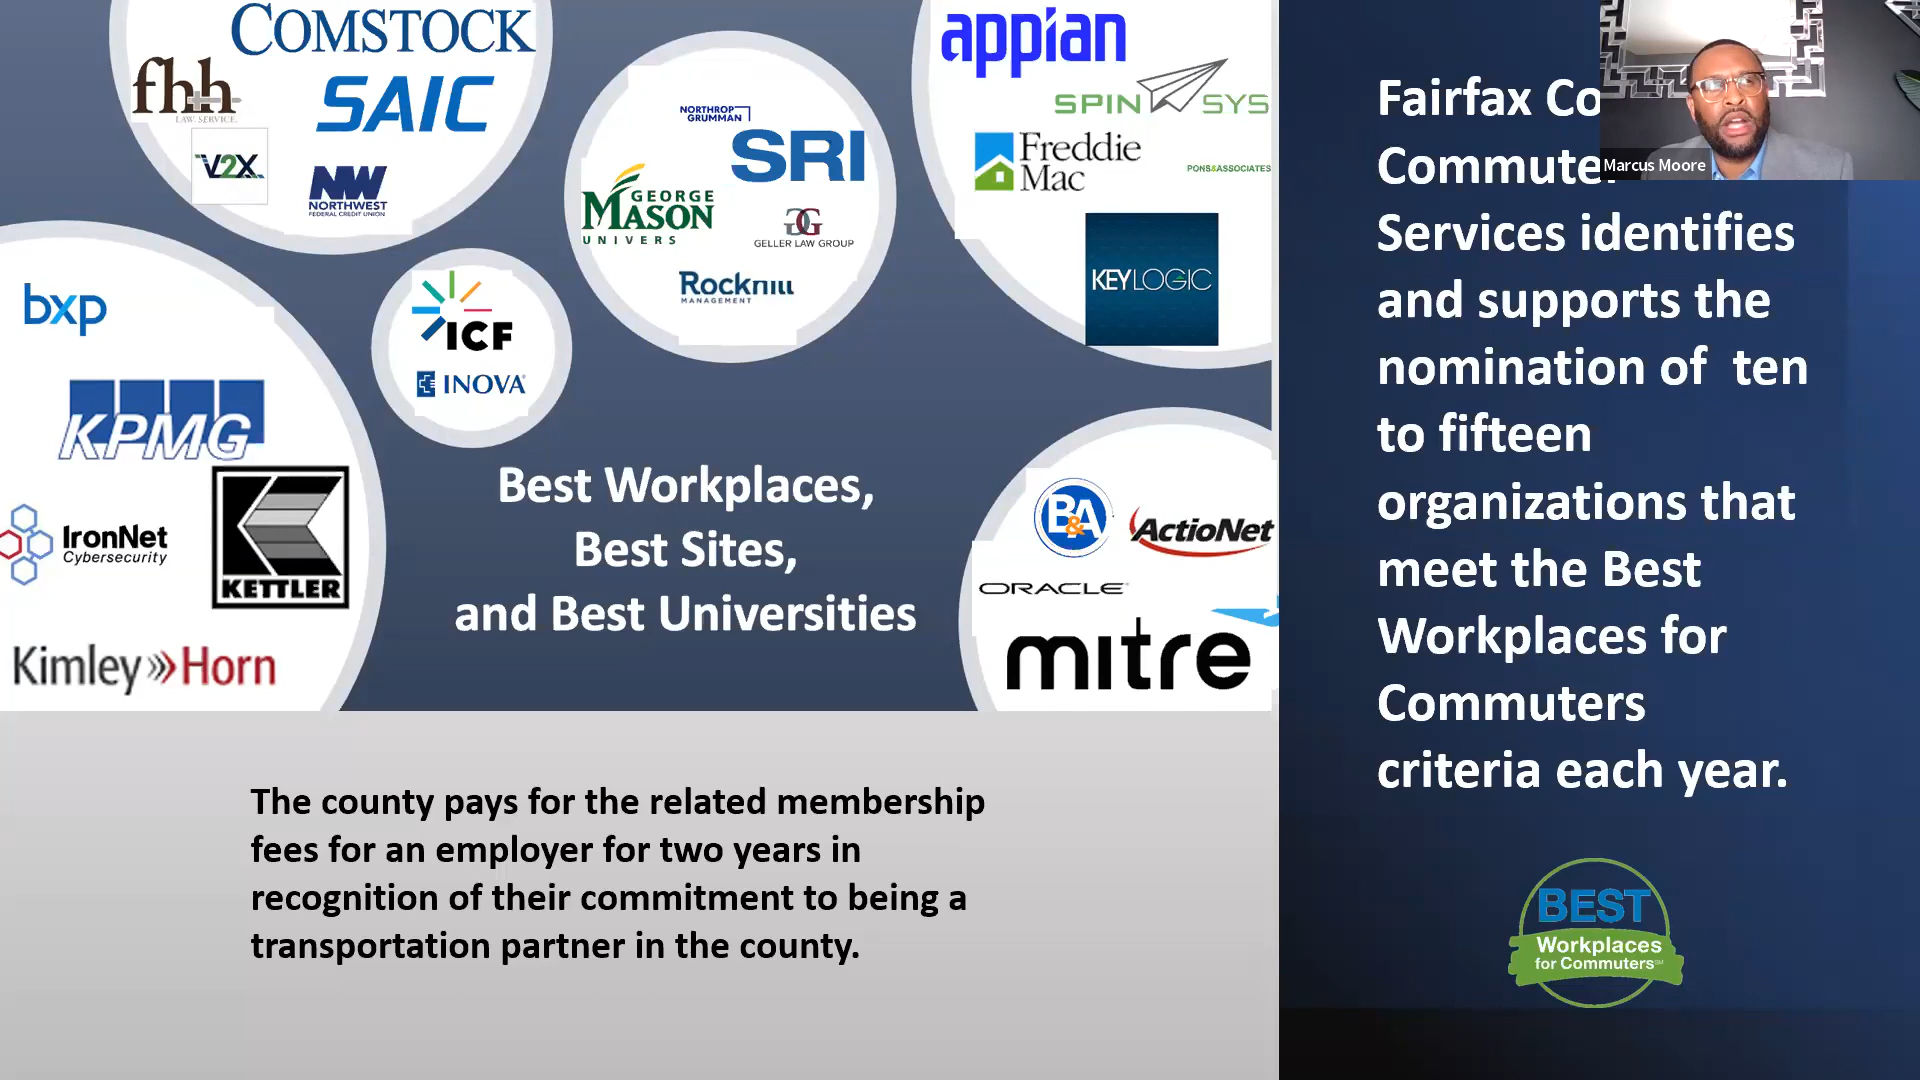 COMSTOCK
fhh
LAW. SERVICE.
SAIC
V2X
NW
NORTHWEST
FEDERAL CREDIT UNION
NORTHROP
GRUMMAN
SRI
GEORGE
MASON
UNIVERS
GG
GELLER LAW GROUP
Rockhill
MANAGEMENT
appian
SPIN SYS
Freddie
Mac
PONS&ASSOCIATES
KEYLOGIC
bxp
KPMG
IronNet
Cybersecurity
KETTLER
Kimley»Horn
ICF
INOVA
Best Workplaces,
Best Sites,
and Best Universities
B&A
ActioNet
ORACLE
mitre
The county pays for the related membership
fees for an employer for two years in
recognition of their commitment to being a
transportation partner in the county.
Fairfax Co
Commuter
Services identifies
and supports the
nomination of ten
to fifteen
organizations that
meet the Best
Workplaces for
Commuters
criteria each year.
Marcus Moore
BEST
Workplaces
for Commuters℠